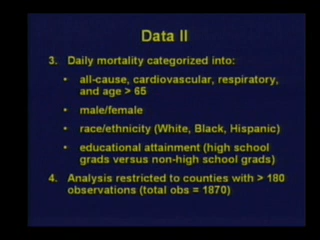 Data II
3. Daily mortality categorized into:
• all-cause, cardiovascular, respiratory,
and age > 65
• male/female
• race/ethnicity (White, Black, Hispanic)
• educational attainment (high school
grads versus non-high school grads)
4. Analysis restricted to counties with > 180
observations (total obs = 1870)